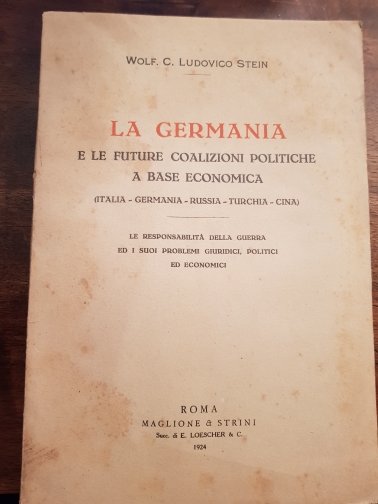 WOLF. C. LUDOVICO STEIN
LA GERMANIA
E LE FUTURE COALIZIONI POLITICHE
A BASE ECONOMICA
(ITALIA - GERMANIA - RUSSIA - TURCHIA - CINA)
LE RESPONSABILITÀ DELLA GUERRA
ED I SUOI PROBLEMI GIURIDICI, POLITICI
ED ECONOMICI
ROMA
MAGLIONE & STRINI
Succ. di E. LOESCHER & C.
1924